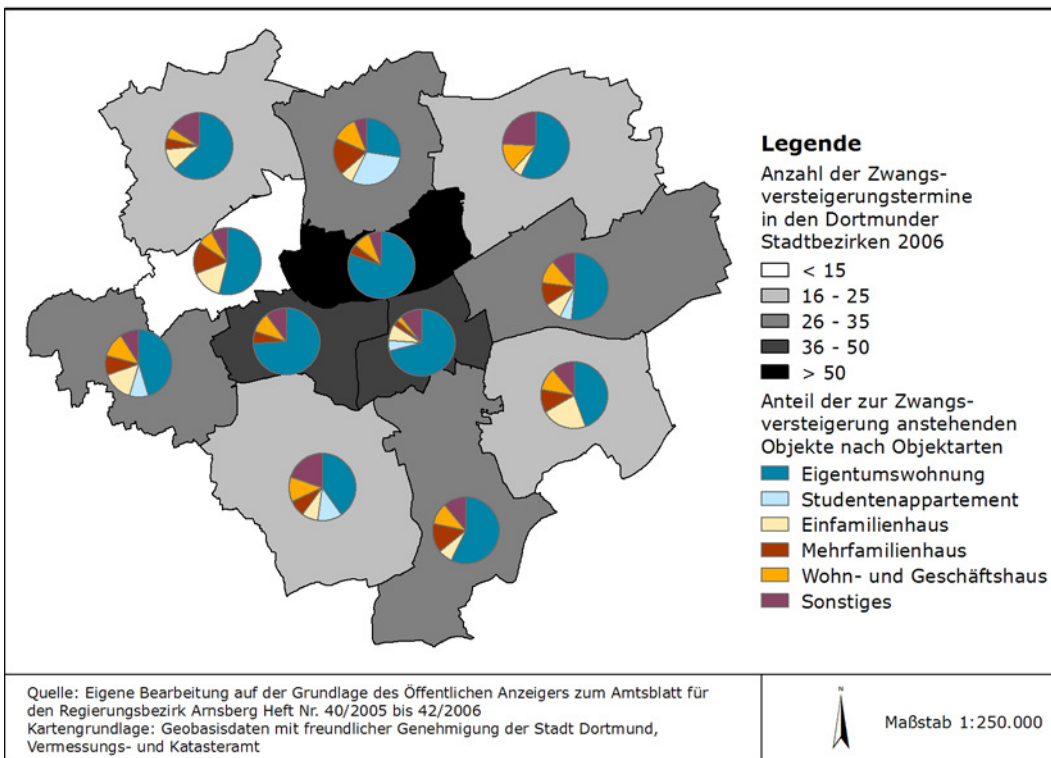 Legende
Anzahl der Zwangs-
versteigerungstermine
in den Dortmunder
Stadtbezirken 2006
< 15
16 - 25
26 - 35
36 - 50
> 50
Anteil der zur Zwangs-
versteigerung anstehenden
Objekte nach Objektarten
Eigentumswohnung
Studentenappartement
Einfamilienhaus
Mehrfamilienhaus
Wohn- und Geschäftshaus
Sonstiges
Quelle: Eigene Bearbeitung auf der Grundlage des Öffentlichen Anzeigers zum Amtsblatt für
den Regierungsbezirk Arnsberg Heft Nr. 40/2005 bis 42/2006
Kartengrundlage: Geobasisdaten mit freundlicher Genehmigung der Stadt Dortmund,
Vermessungs- und Katasteramt
N
Maßstab 1:250.000